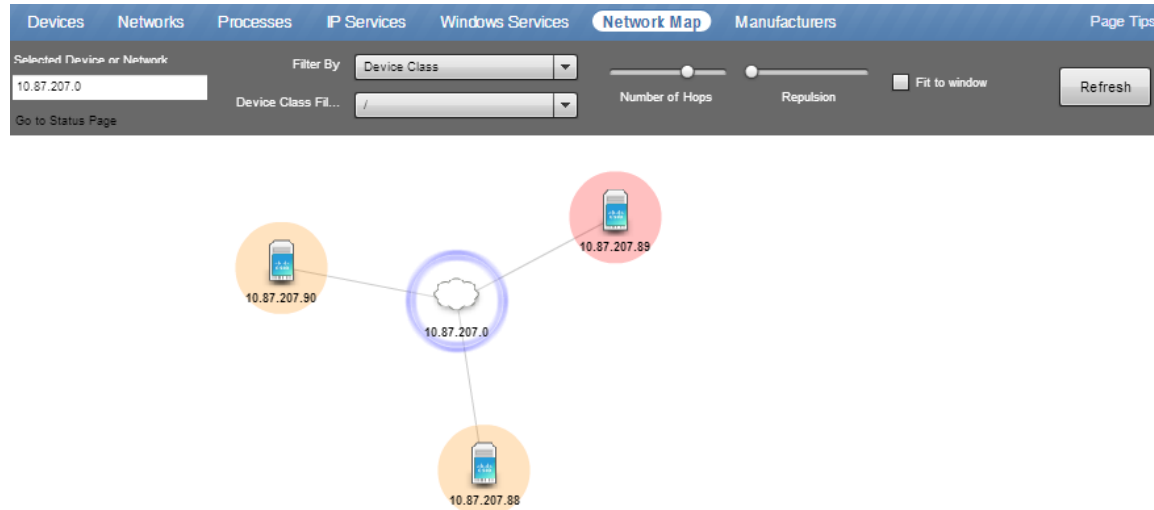 Devices Networks Processes IP Services Windows Services Network Map Manufacturers Page Tips
Selected Device or Network
10.87.207.0
Go to Status Page
Filter By Device Class
Device Class Fil... /
Number of Hops Repulsion
Fit to window
Refresh
10.87.207.89
10.87.207.90
10.87.207.0
10.87.207.88